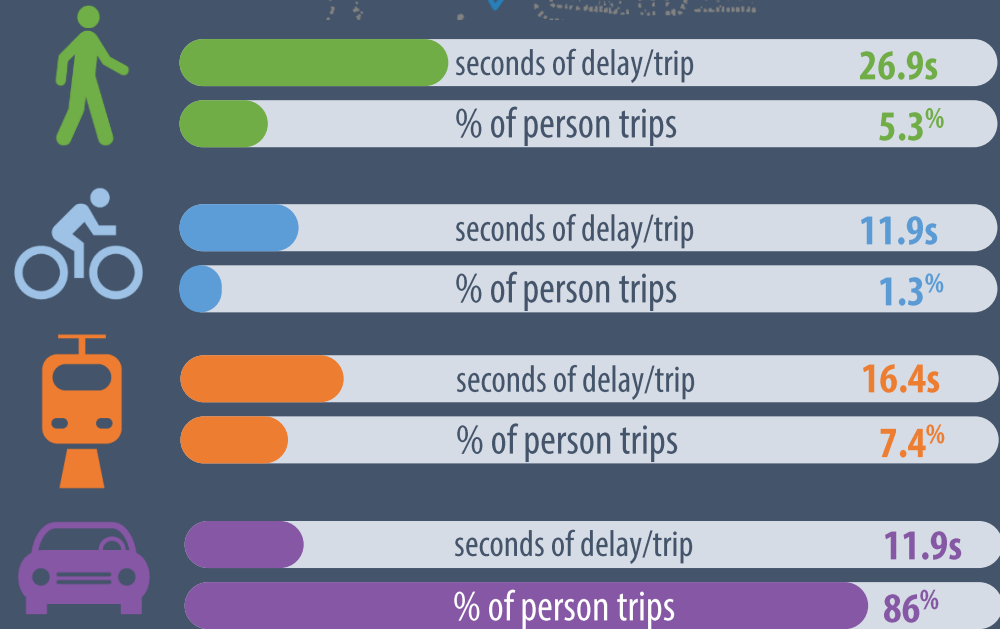 seconds of delay/trip 26.9s
% of person trips 5.3%
seconds of delay/trip 11.9s
% of person trips 1.3%
seconds of delay/trip 16.4s
% of person trips 7.4%
seconds of delay/trip 11.9s
% of person trips 86%